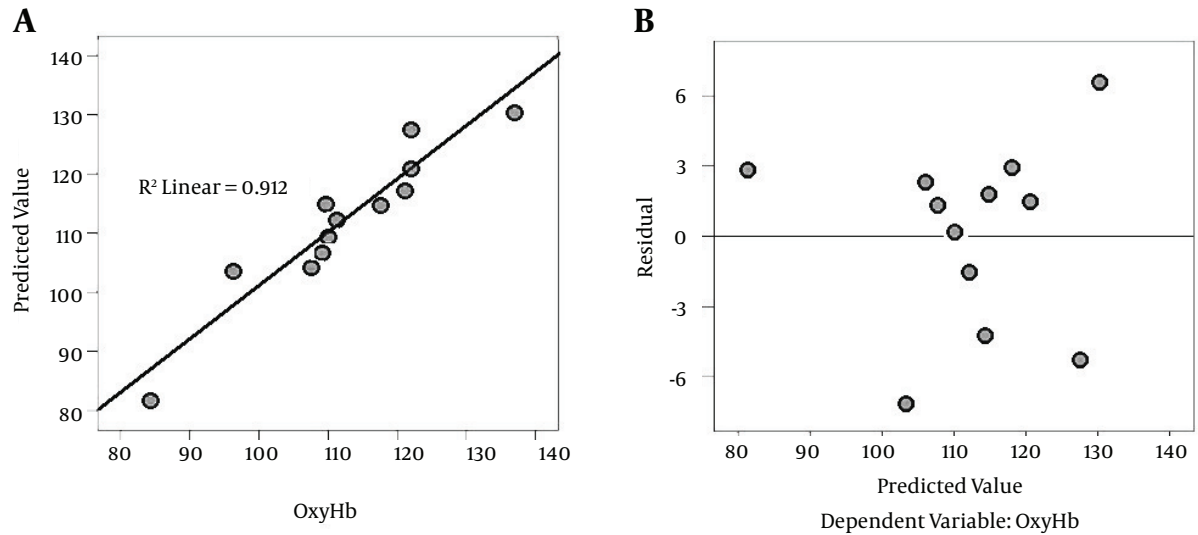 A
140
130
120
110
100
90
80
Predicted Value
R² Linear = 0.912
80 90 100 110 120 130 140
OxyHb
B
6
3
0
-3
-6
Residual
80 90 100 110 120 130 140
Predicted Value
Dependent Variable: OxyHb